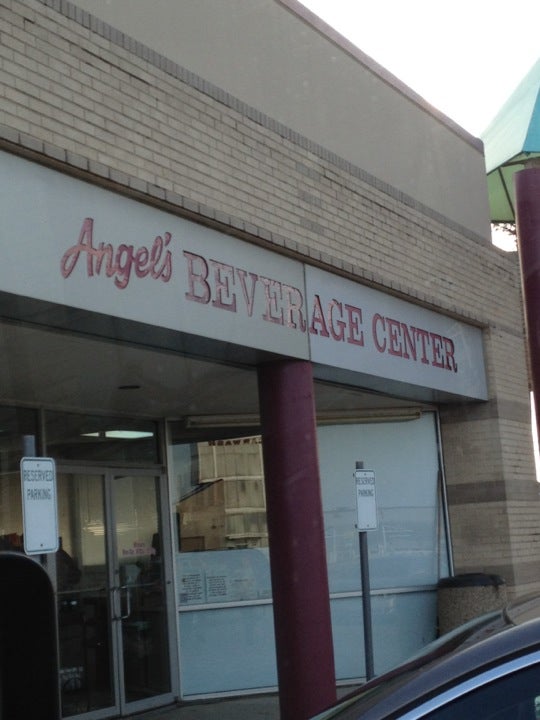 Angel's BEVERAGE CENTER
RESERVED
PARKING
RESERVED
PARKING